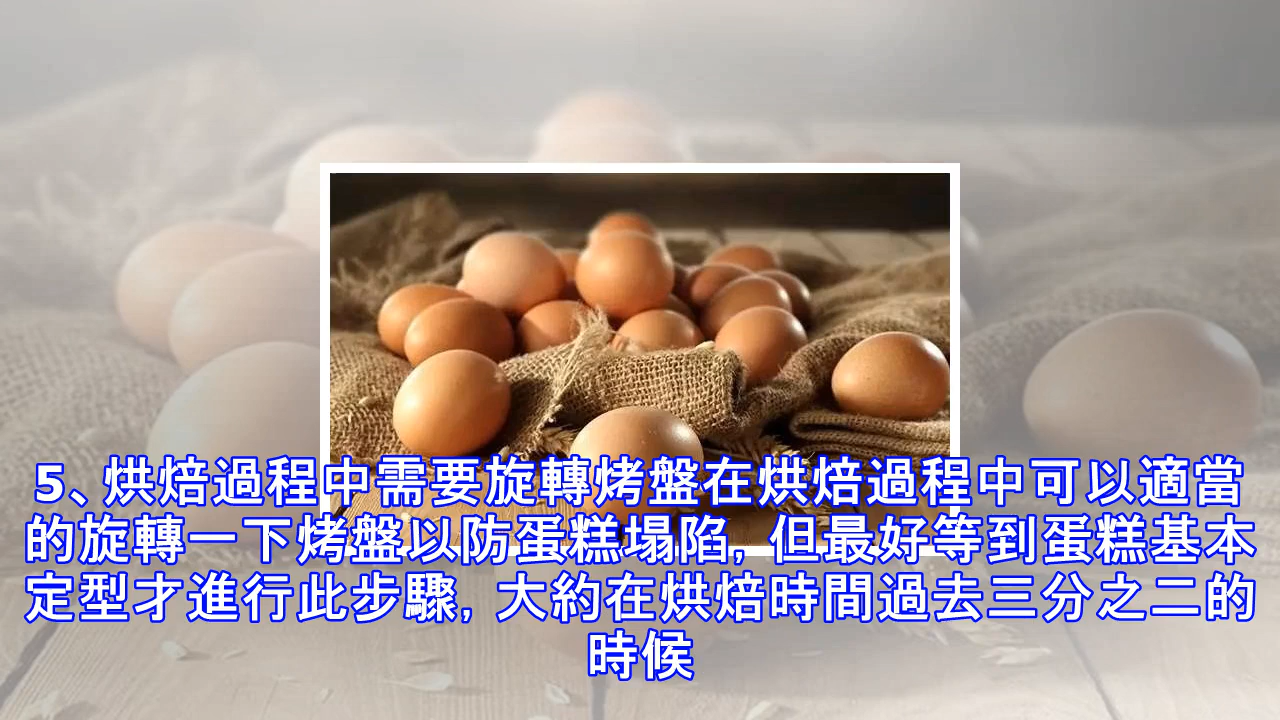 5、烘焙過程中需要旋轉烤盤在烘焙過程中可以適當
的旋轉一下烤盤以防蛋糕塌陷, 但最好等到蛋糕基本
定型才進行此步驟, 大約在烘焙時間過去三分之二的
時候